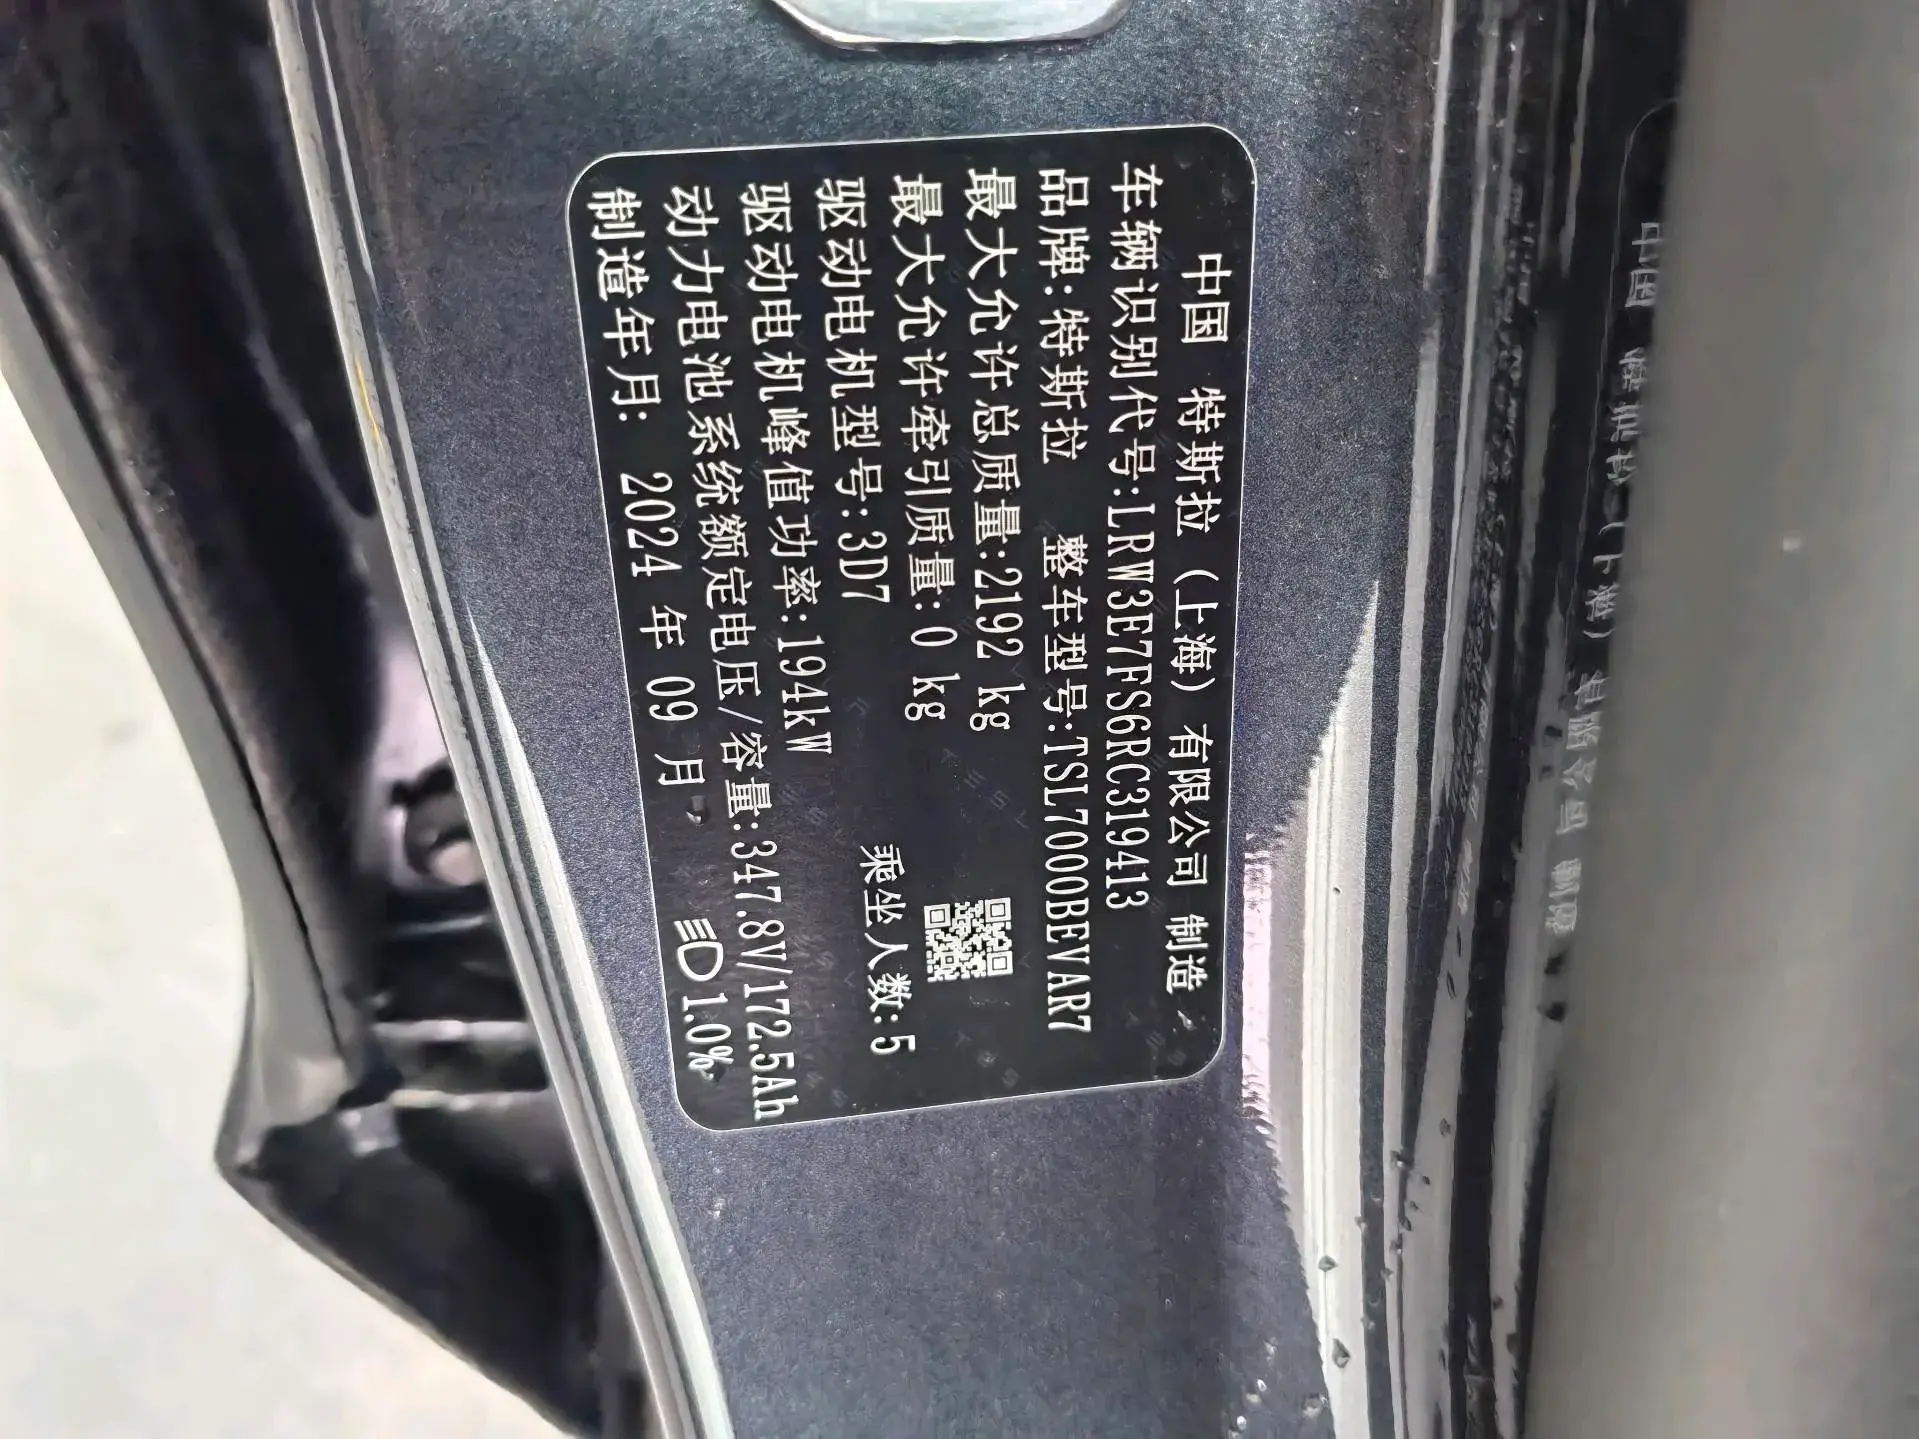 中国 特斯拉(上海)有限公司 制造
车辆识别代号:LRW3E7FS6RC319413
品牌:特斯拉 整车型号:TSL7000BEVAR7
最大允许总质量:2192 kg
最大允许牵引质量:0 kg
驱动电机型号:3D7 乘坐人数:5
驱动电机峰值功率:194kW
动力电池系统额定电压/容量:347.8V/172.5Ah
制造年月: 2024 年 09 月 1.0%